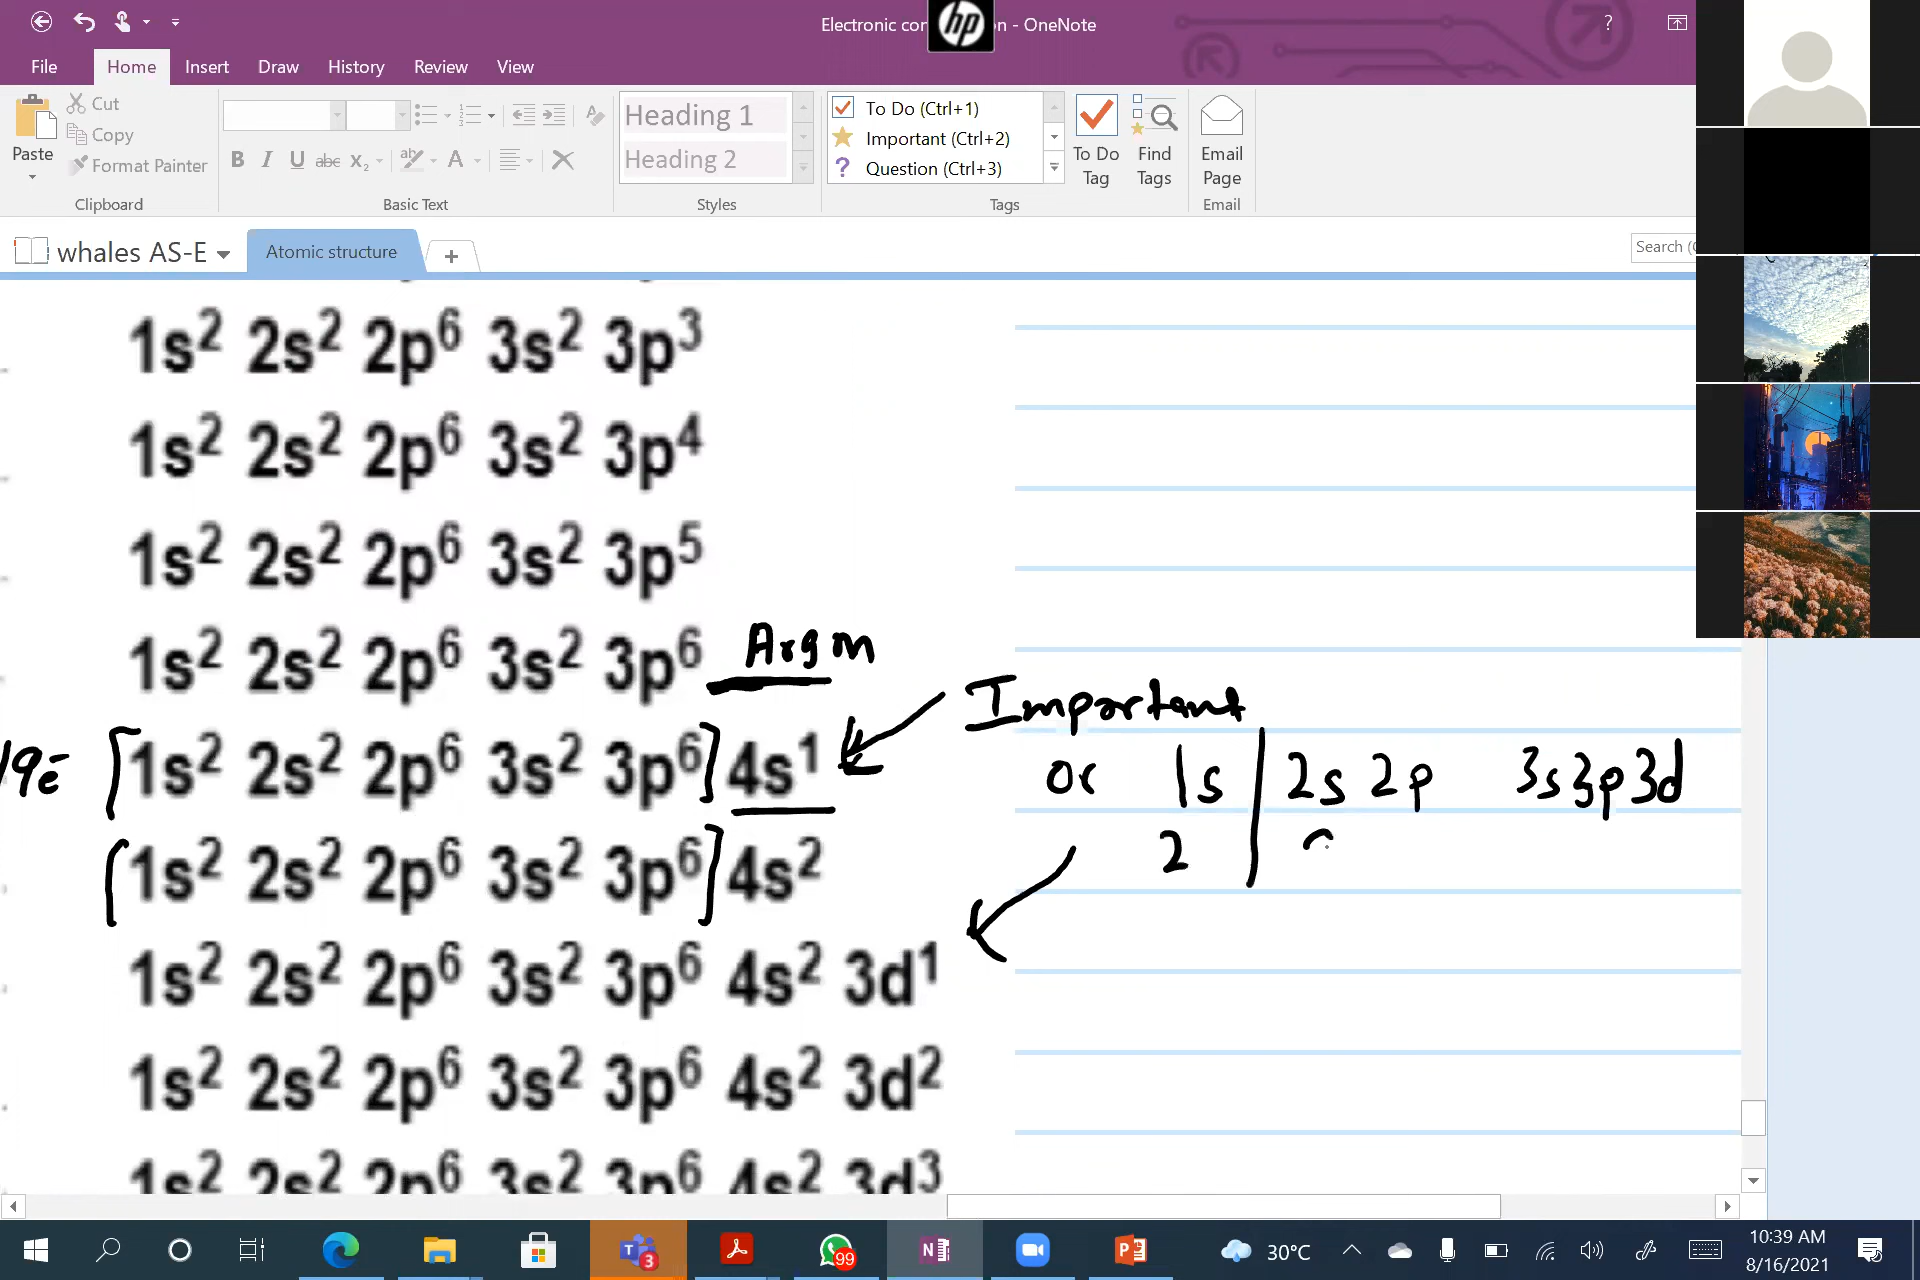 Electronic con n - OneNote
hp
?
File Home Insert Draw History Review View
Paste
Cut
Copy
Format Painter
Clipboard
B I U abc x₂ A
Basic Text
Heading 1
Heading 2
Styles
To Do (Ctrl+1)
Important (Ctrl+2)
? Question (Ctrl+3)
To Do Tag
Find Tags
Tags
Email Page
Email
whales AS-E
Atomic structure
+
Search (
1s² 2s² 2p⁶ 3s² 3p³
1s² 2s² 2p⁶ 3s² 3p⁴
1s² 2s² 2p⁶ 3s² 3p⁵
1s² 2s² 2p⁶ 3s² 3p⁶ Argon
Important
19e⁻ [1s² 2s² 2p⁶ 3s² 3p⁶] 4s¹
or 1s | 2s 2p 3s 3p 3d
2
[1s² 2s² 2p⁶ 3s² 3p⁶] 4s²
1s² 2s² 2p⁶ 3s² 3p⁶ 4s² 3d¹
1s² 2s² 2p⁶ 3s² 3p⁶ 4s² 3d²
1s² 2s² 2p⁶ 3s² 3p⁶ 4s² 3d³
3
99
N
P
30°C
10:39 AM
8/16/2021